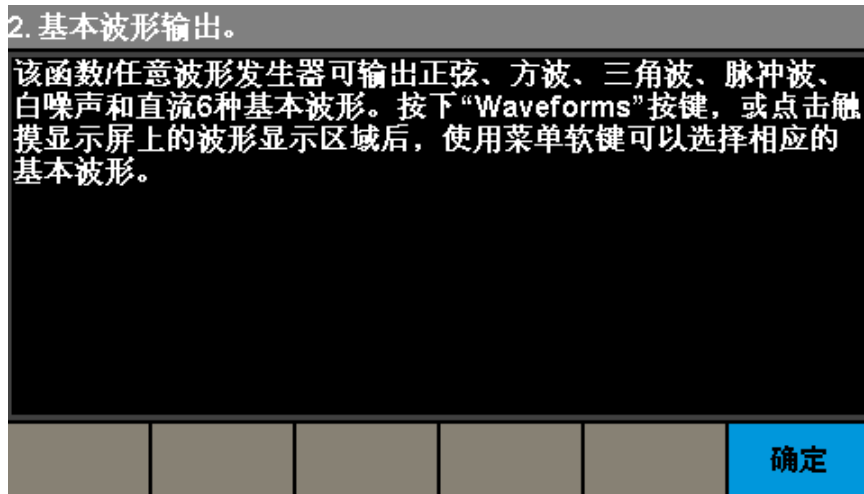 2. 基本波形输出。
该函数/任意波形发生器可输出正弦、方波、三角波、脉冲波、
白噪声和直流6种基本波形。按下“Waveforms”按键，或点击触
摸显示屏上的波形显示区域后，使用菜单软键可以选择相应的
基本波形。
确定